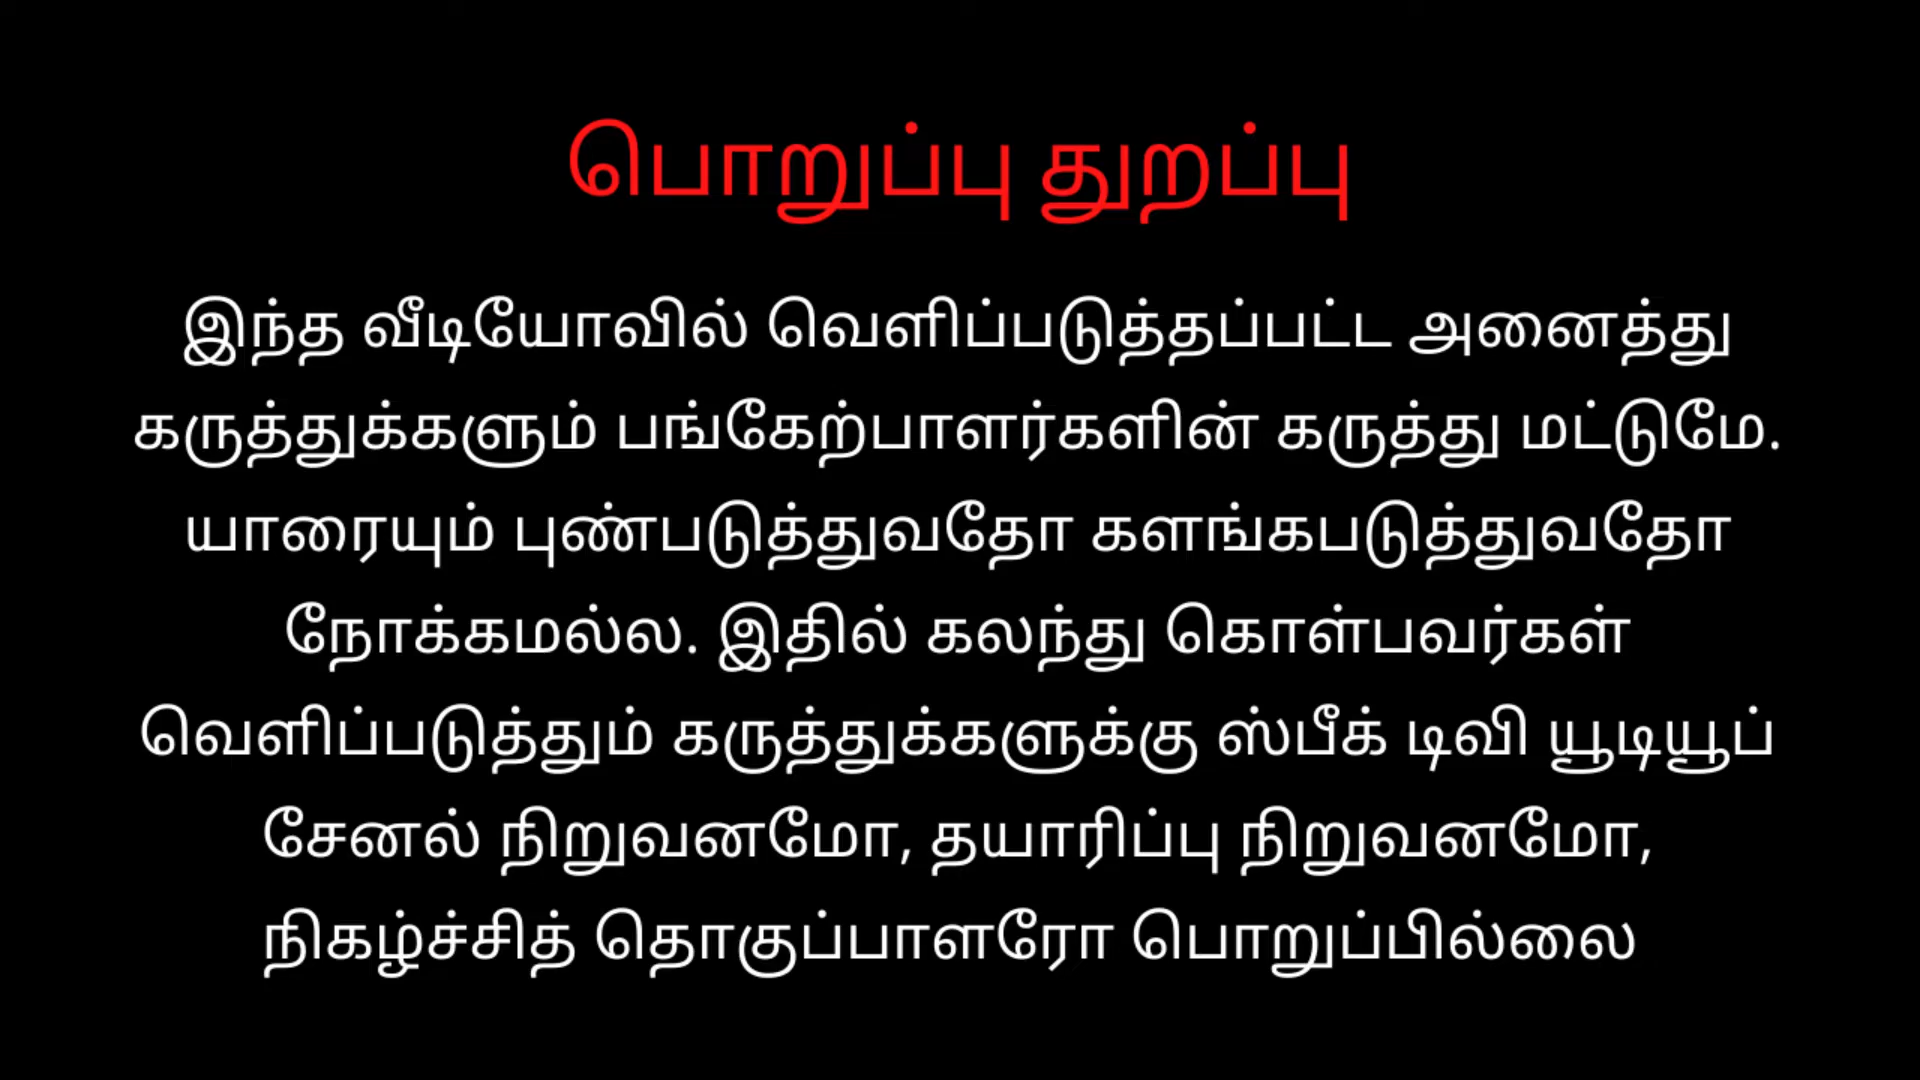 பொறுப்பு துறப்பு
இந்த வீடியோவில் வெளிப்படுத்தப்பட்ட அனைத்து
கருத்துக்களும் பங்கேற்பாளர்களின் கருத்து மட்டுமே.
யாரையும் புண்படுத்துவதோ களங்கபடுத்துவதோ
நோக்கமல்ல. இதில் கலந்து கொள்பவர்கள்
வெளிப்படுத்தும் கருத்துக்களுக்கு ஸ்பீக் டிவி யூடியூப்
சேனல் நிறுவனமோ, தயாரிப்பு நிறுவனமோ,
நிகழ்ச்சித் தொகுப்பாளரோ பொறுப்பில்லை